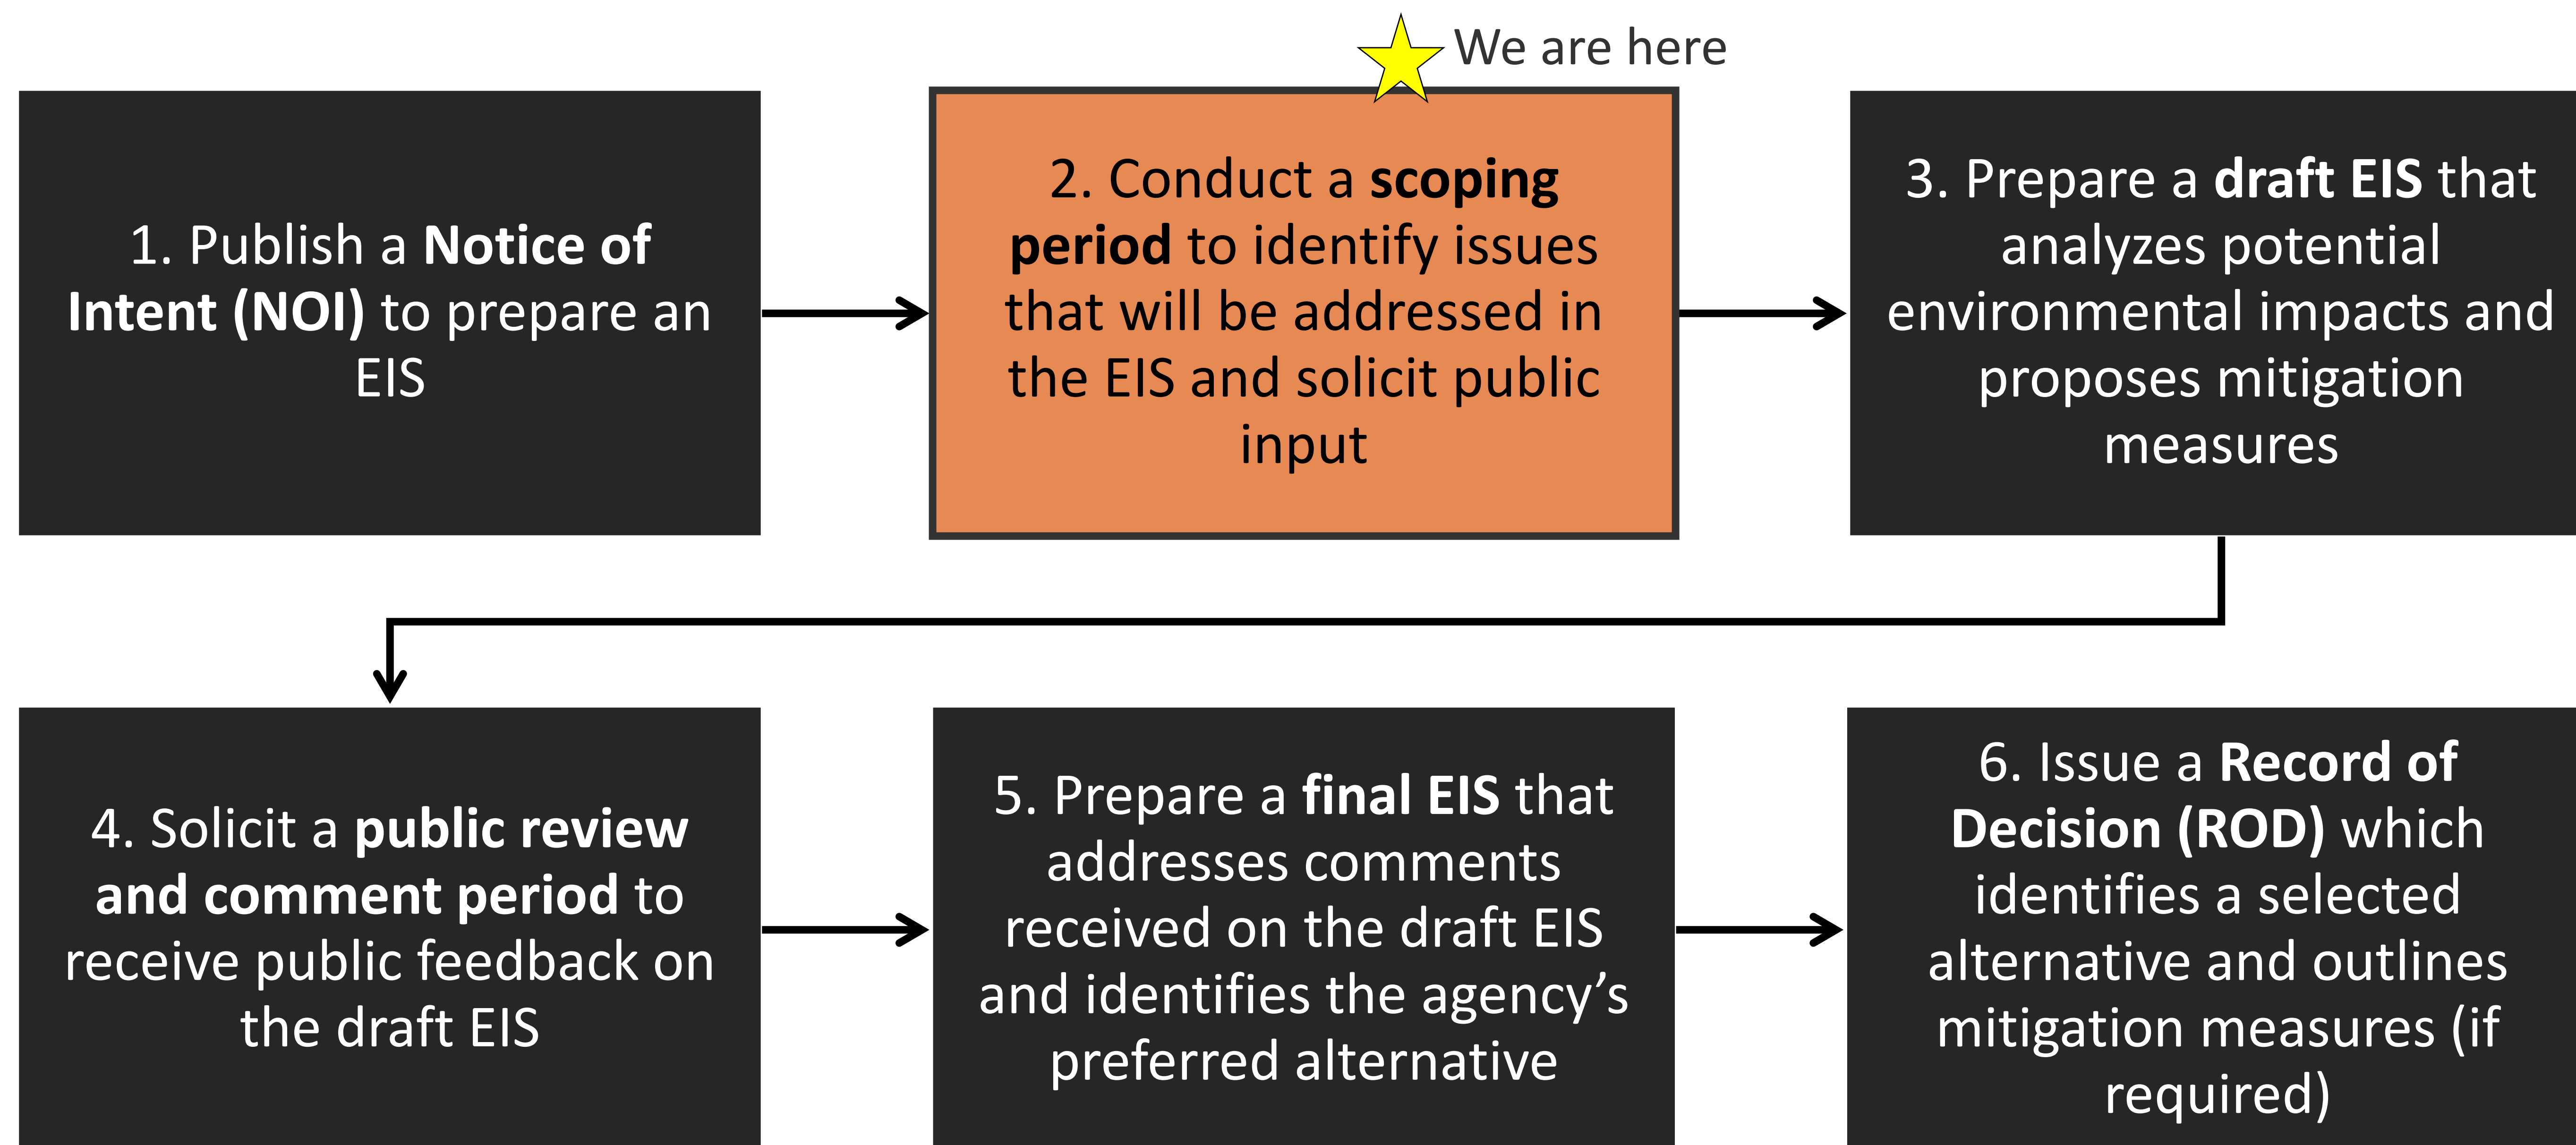 We are here
1. Publish a Notice of
Intent (NOI) to prepare an
EIS
2. Conduct a scoping
period to identify issues
that will be addressed in
the EIS and solicit public
input
3. Prepare a draft EIS that
analyzes potential
environmental impacts and
proposes mitigation
measures
4. Solicit a public review
and comment period to
receive public feedback on
the draft EIS
5. Prepare a final EIS that
addresses comments
received on the draft EIS
and identifies the agency’s
preferred alternative
6. Issue a Record of
Decision (ROD) which
identifies a selected
alternative and outlines
mitigation measures (if
required)